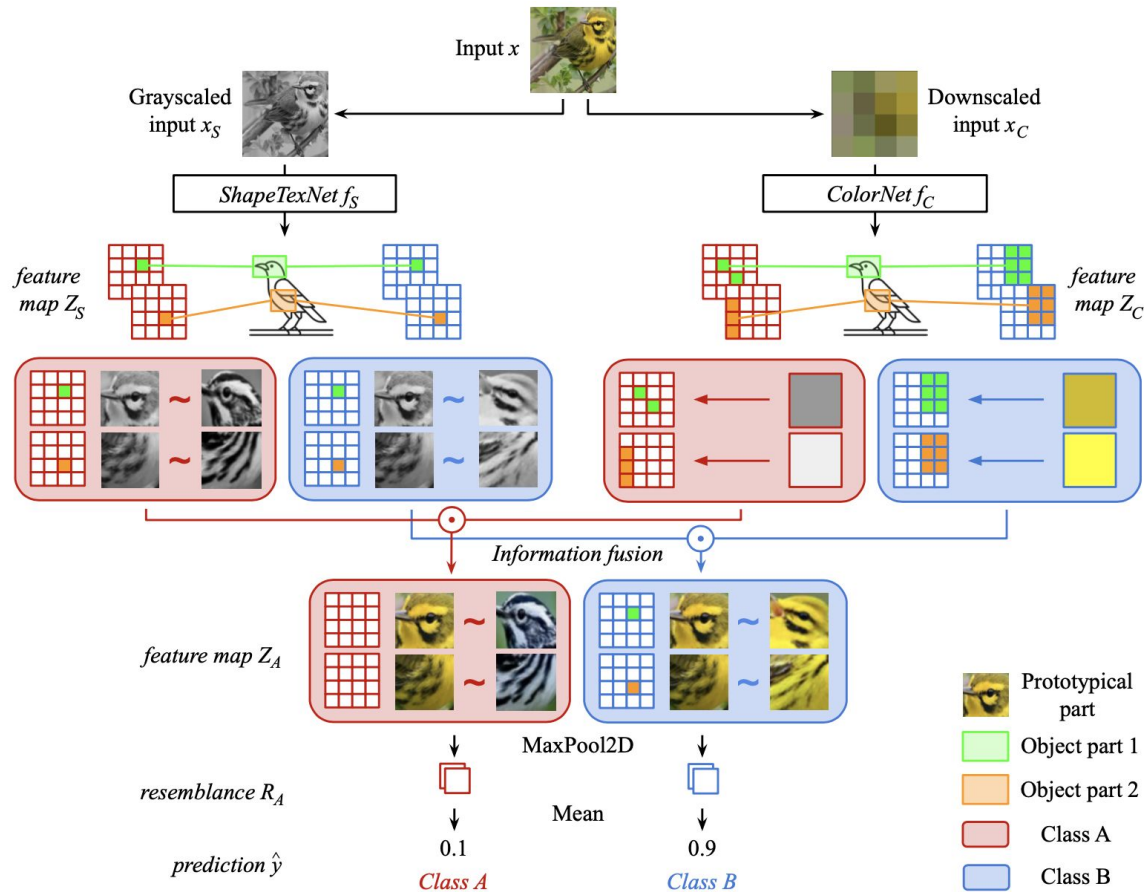 Input x
Grayscaled
input x_S
Downscaled
input x_C
ShapeTexNet f_S
ColorNet f_C
feature
map Z_S
feature
map Z_C
~
~
~
~
Information fusion
feature map Z_A
~
~
~
~
MaxPool2D
resemblance R_A
Mean
prediction ŷ
0.1
0.9
Class A
Class B
Prototypical
part
Object part 1
Object part 2
Class A
Class B